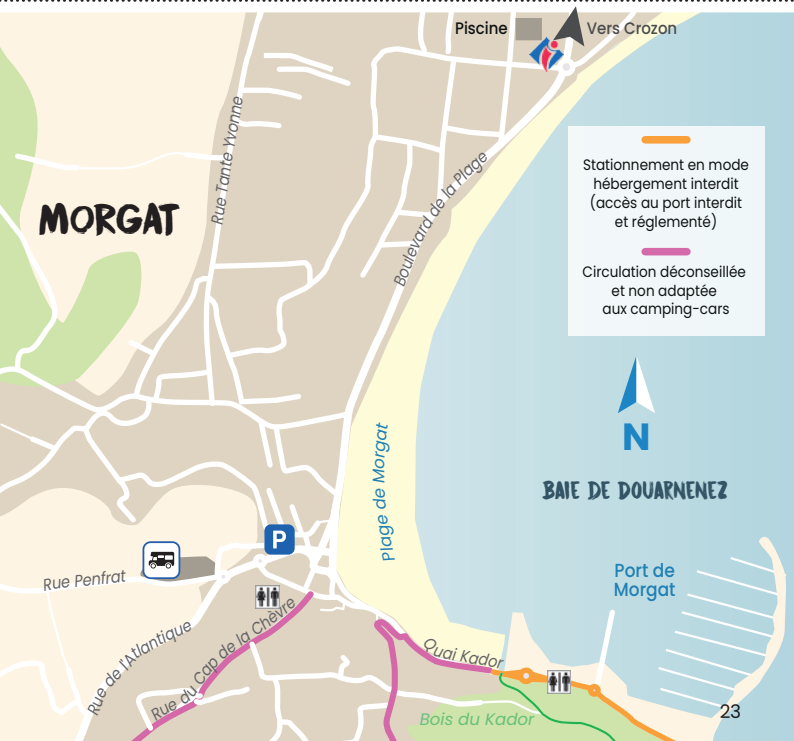 Piscine
Vers Crozon
Rue Tante Yvonne
MORGAT
Boulevard de la Plage
Stationnement en mode
hébergement interdit
(accès au port interdit
et réglementé)
Circulation déconseillée
et non adaptée
aux camping-cars
N
Plage de Morgat
BAIE DE DOUARNENEZ
P
Port de
Morgat
Rue Penfrat
Rue de l'Atlantique
Rue du Cap de la Chèvre
Quai Kador
Bois du Kador
23